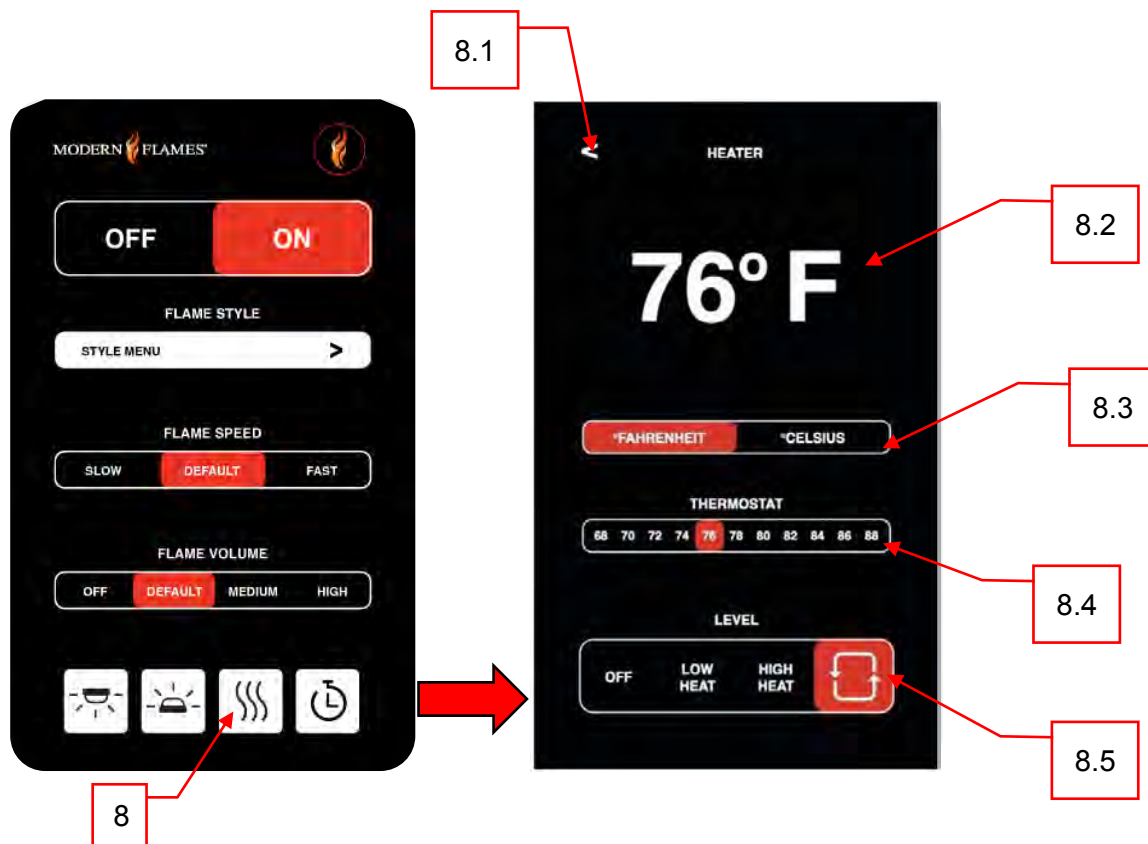 8.1
MODERN FLAMES®
OFF ON
FLAME STYLE
STYLE MENU >
FLAME SPEED
SLOW DEFAULT FAST
FLAME VOLUME
OFF DEFAULT MEDIUM HIGH
8
< HEATER
76° F
8.2
°FAHRENHEIT °CELSIUS
8.3
THERMOSTAT
68 70 72 74 76 78 80 82 84 86 88
8.4
LEVEL
OFF LOW HEAT HIGH HEAT
8.5